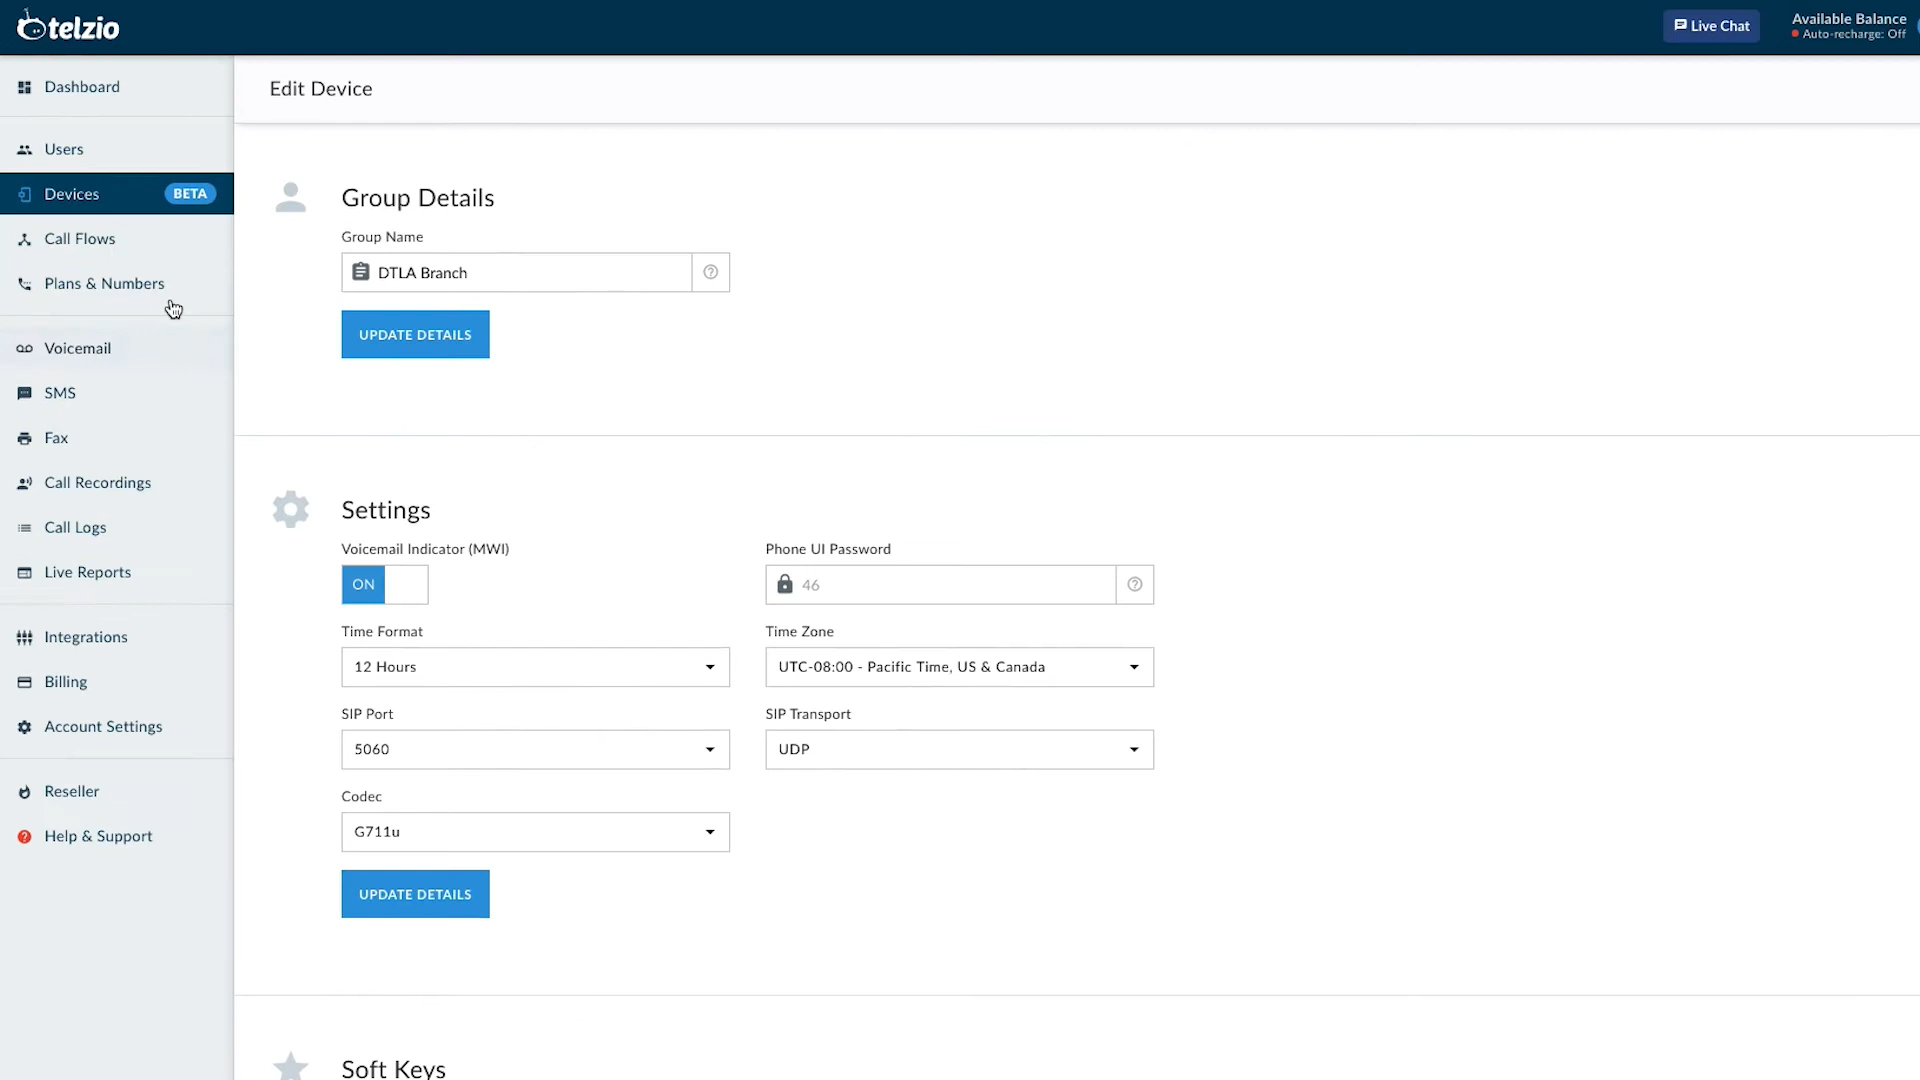 telzio
Live Chat
Available Balance
Auto-recharge: Off
Dashboard
Users
Devices BETA
Call Flows
Plans & Numbers
Voicemail
SMS
Fax
Call Recordings
Call Logs
Live Reports
Integrations
Billing
Account Settings
Reseller
Help & Support
Edit Device
Group Details
Group Name
DTLA Branch
UPDATE DETAILS
Settings
Voicemail Indicator (MWI)
Phone UI Password
ON
46
Time Format
Time Zone
12 Hours
UTC-08:00 - Pacific Time, US & Canada
SIP Port
SIP Transport
5060
UDP
Codec
G711u
UPDATE DETAILS
Soft Keys